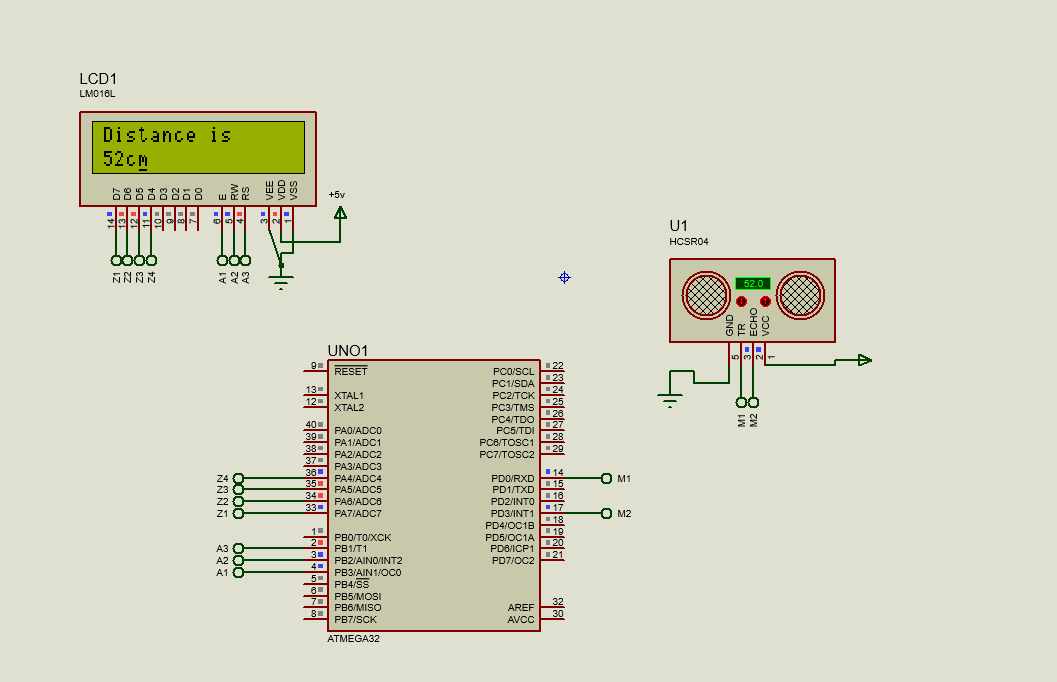 LCD1
LM016L
Distance is
52cm
D7 D6 D5 D4 D3 D2 D1 D0 E RW RS VEE VDD VSS
14 13 12 11 10 9 8 7 6 5 4 3 2 1
+5v
Z1 Z2 Z3 Z4 A1 A2 A3
U1
HCSR04
52.0
GND TR ECHO VCC
5 3 2 1
M1 M2
UNO1
9 RESET PC0/SCL 22
PC1/SDA 23
13 XTAL1 PC2/TCK 24
12 XTAL2 PC3/TMS 25
PC4/TDO 26
40 PA0/ADC0 PC5/TDI 27
39 PA1/ADC1 PC6/TOSC1 28
38 PA2/ADC2 PC7/TOSC2 29
37 PA3/ADC3
Z4 36 PA4/ADC4 PD0/RXD 14 M1
Z3 35 PA5/ADC5 PD1/TXD 15
Z2 34 PA6/ADC6 PD2/INT0 16
Z1 33 PA7/ADC7 PD3/INT1 17 M2
PD4/OC1B 18
1 PB0/T0/XCK PD5/OC1A 19
A3 2 PB1/T1 PD6/ICP1 20
A2 3 PB2/AIN0/INT2 PD7/OC2 21
A1 4 PB3/AIN1/OC0
5 PB4/SS
6 PB5/MOSI
7 PB6/MISO AREF 32
8 PB7/SCK AVCC 30
ATMEGA32